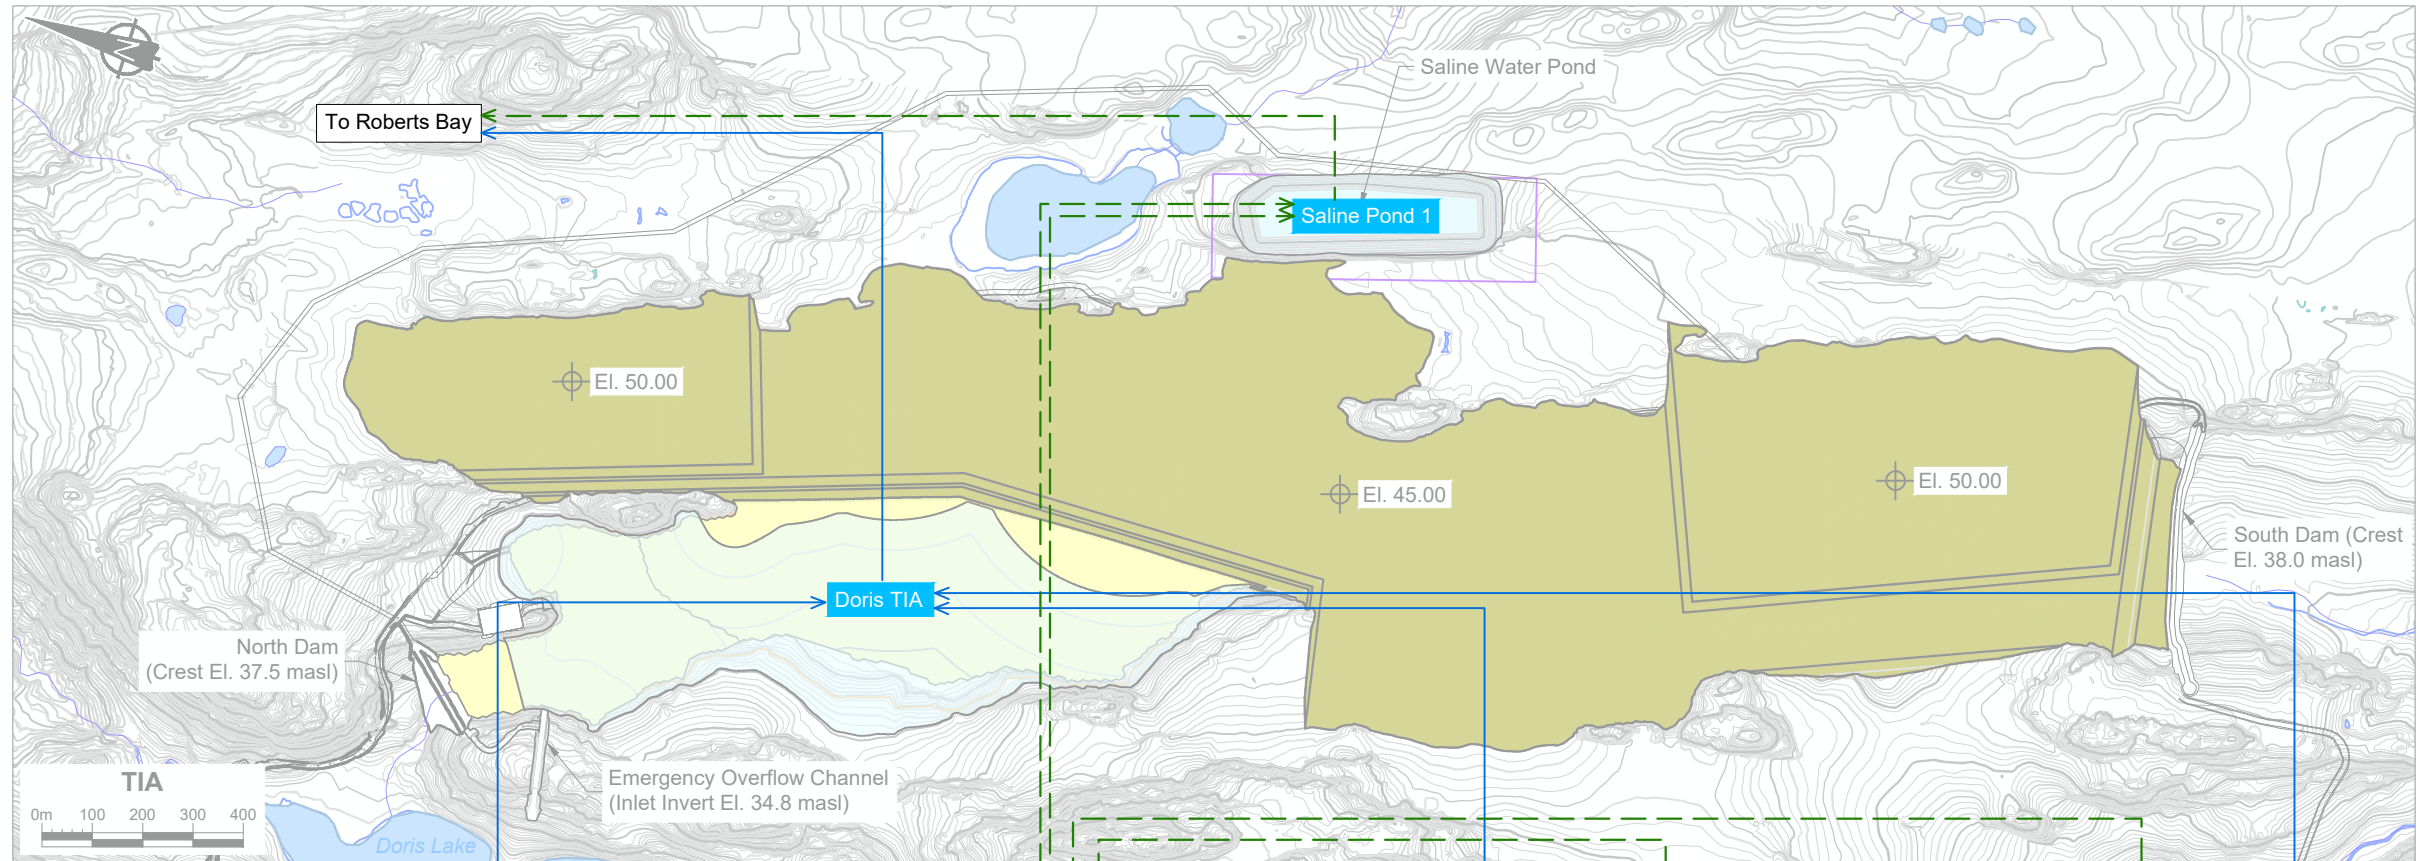 Saline Water Pond
To Roberts Bay
Saline Pond 1
El. 50.00
El. 45.00
El. 50.00
South Dam (Crest
El. 38.0 masl)
Doris TIA
North Dam
(Crest El. 37.5 masl)
Emergency Overflow Channel
(Inlet Invert El. 34.8 masl)
TIA
0m 100 200 300 400
Doris Lake